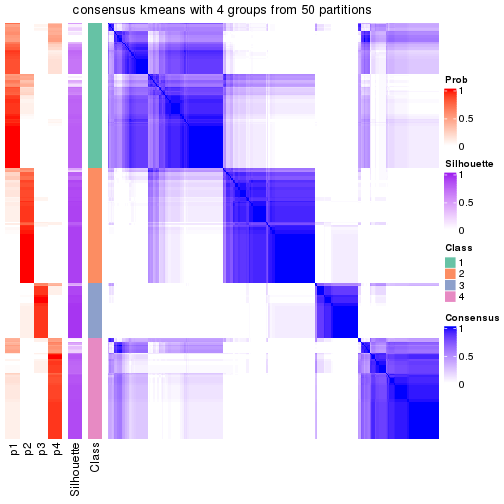 consensus kmeans with 4 groups from 50 partitions
Prob
1
0.5
0
Silhouette
1
0.5
0
Class
1
2
3
4
Consensus
1
0.5
0
p1
p2
p3
p4
Silhouette
Class